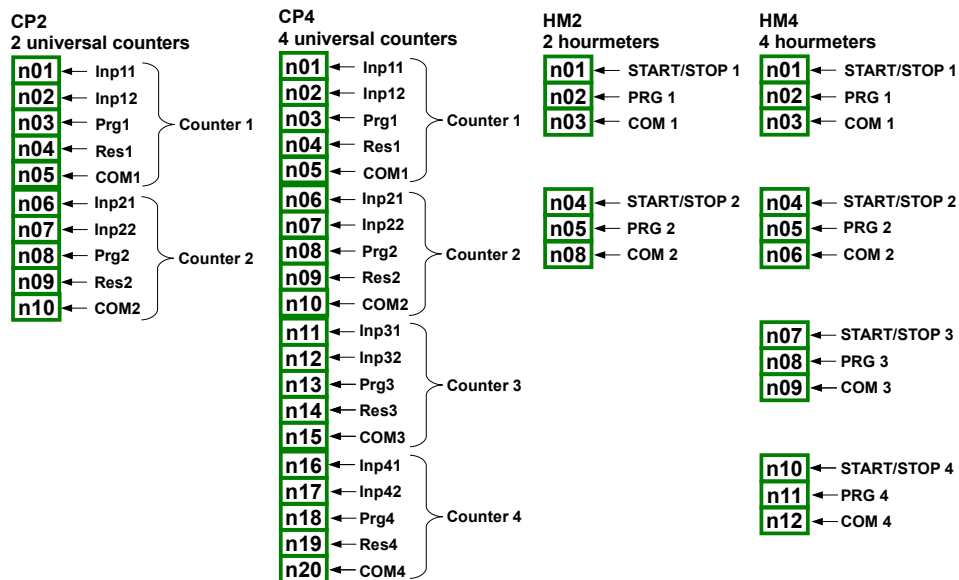 CP2
2 universal counters
n01 Inp11
n02 Inp12
n03 Prg1
Counter 1
n04 Res1
n05 COM1
n06 Inp21
n07 Inp22
n08 Prg2
Counter 2
n09 Res2
n10 COM2
CP4
4 universal counters
n01 Inp11
n02 Inp12
n03 Prg1
Counter 1
n04 Res1
n05 COM1
n06 Inp21
n07 Inp22
n08 Prg2
Counter 2
n09 Res2
n10 COM2
n11 Inp31
n12 Inp32
n13 Prg3
Counter 3
n14 Res3
n15 COM3
n16 Inp41
n17 Inp42
n18 Prg4
Counter 4
n19 Res4
n20 COM4
HM2
2 hourmeters
n01 START/STOP 1
n02 PRG 1
n03 COM 1
n04 START/STOP 2
n05 PRG 2
n08 COM 2
HM4
4 hourmeters
n01 START/STOP 1
n02 PRG 1
n03 COM 1
n04 START/STOP 2
n05 PRG 2
n06 COM 2
n07 START/STOP 3
n08 PRG 3
n09 COM 3
n10 START/STOP 4
n11 PRG 4
n12 COM 4